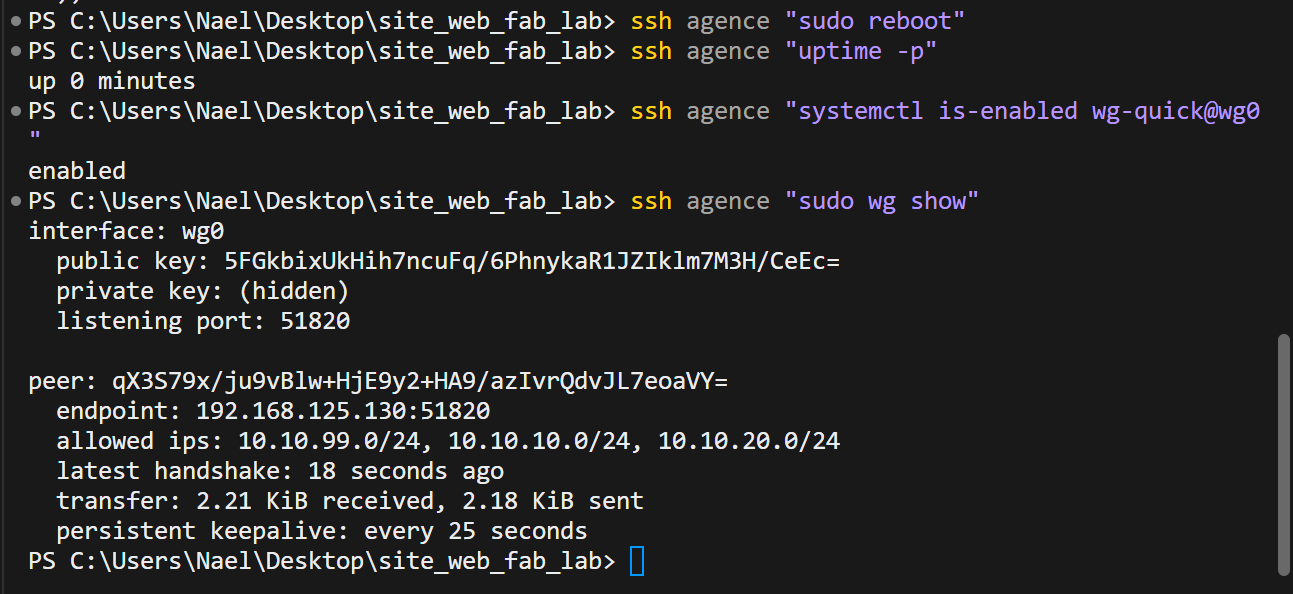 PS C:\Users\Nael\Desktop\site_web_fab_lab> ssh agence "sudo reboot"
PS C:\Users\Nael\Desktop\site_web_fab_lab> ssh agence "uptime -p"
up 0 minutes
PS C:\Users\Nael\Desktop\site_web_fab_lab> ssh agence "systemctl is-enabled wg-quick@wg0
"
enabled
PS C:\Users\Nael\Desktop\site_web_fab_lab> ssh agence "sudo wg show"
interface: wg0
  public key: 5FGkbixUkHih7ncuFq/6PhnykaR1JZIklm7M3H/CeEc=
  private key: (hidden)
  listening port: 51820

peer: qX3S79x/ju9vBlw+HjE9y2+HA9/azIvrQdvJL7eoaVY=
  endpoint: 192.168.125.130:51820
  allowed ips: 10.10.99.0/24, 10.10.10.0/24, 10.10.20.0/24
  latest handshake: 18 seconds ago
  transfer: 2.21 KiB received, 2.18 KiB sent
  persistent keepalive: every 25 seconds
PS C:\Users\Nael\Desktop\site_web_fab_lab>